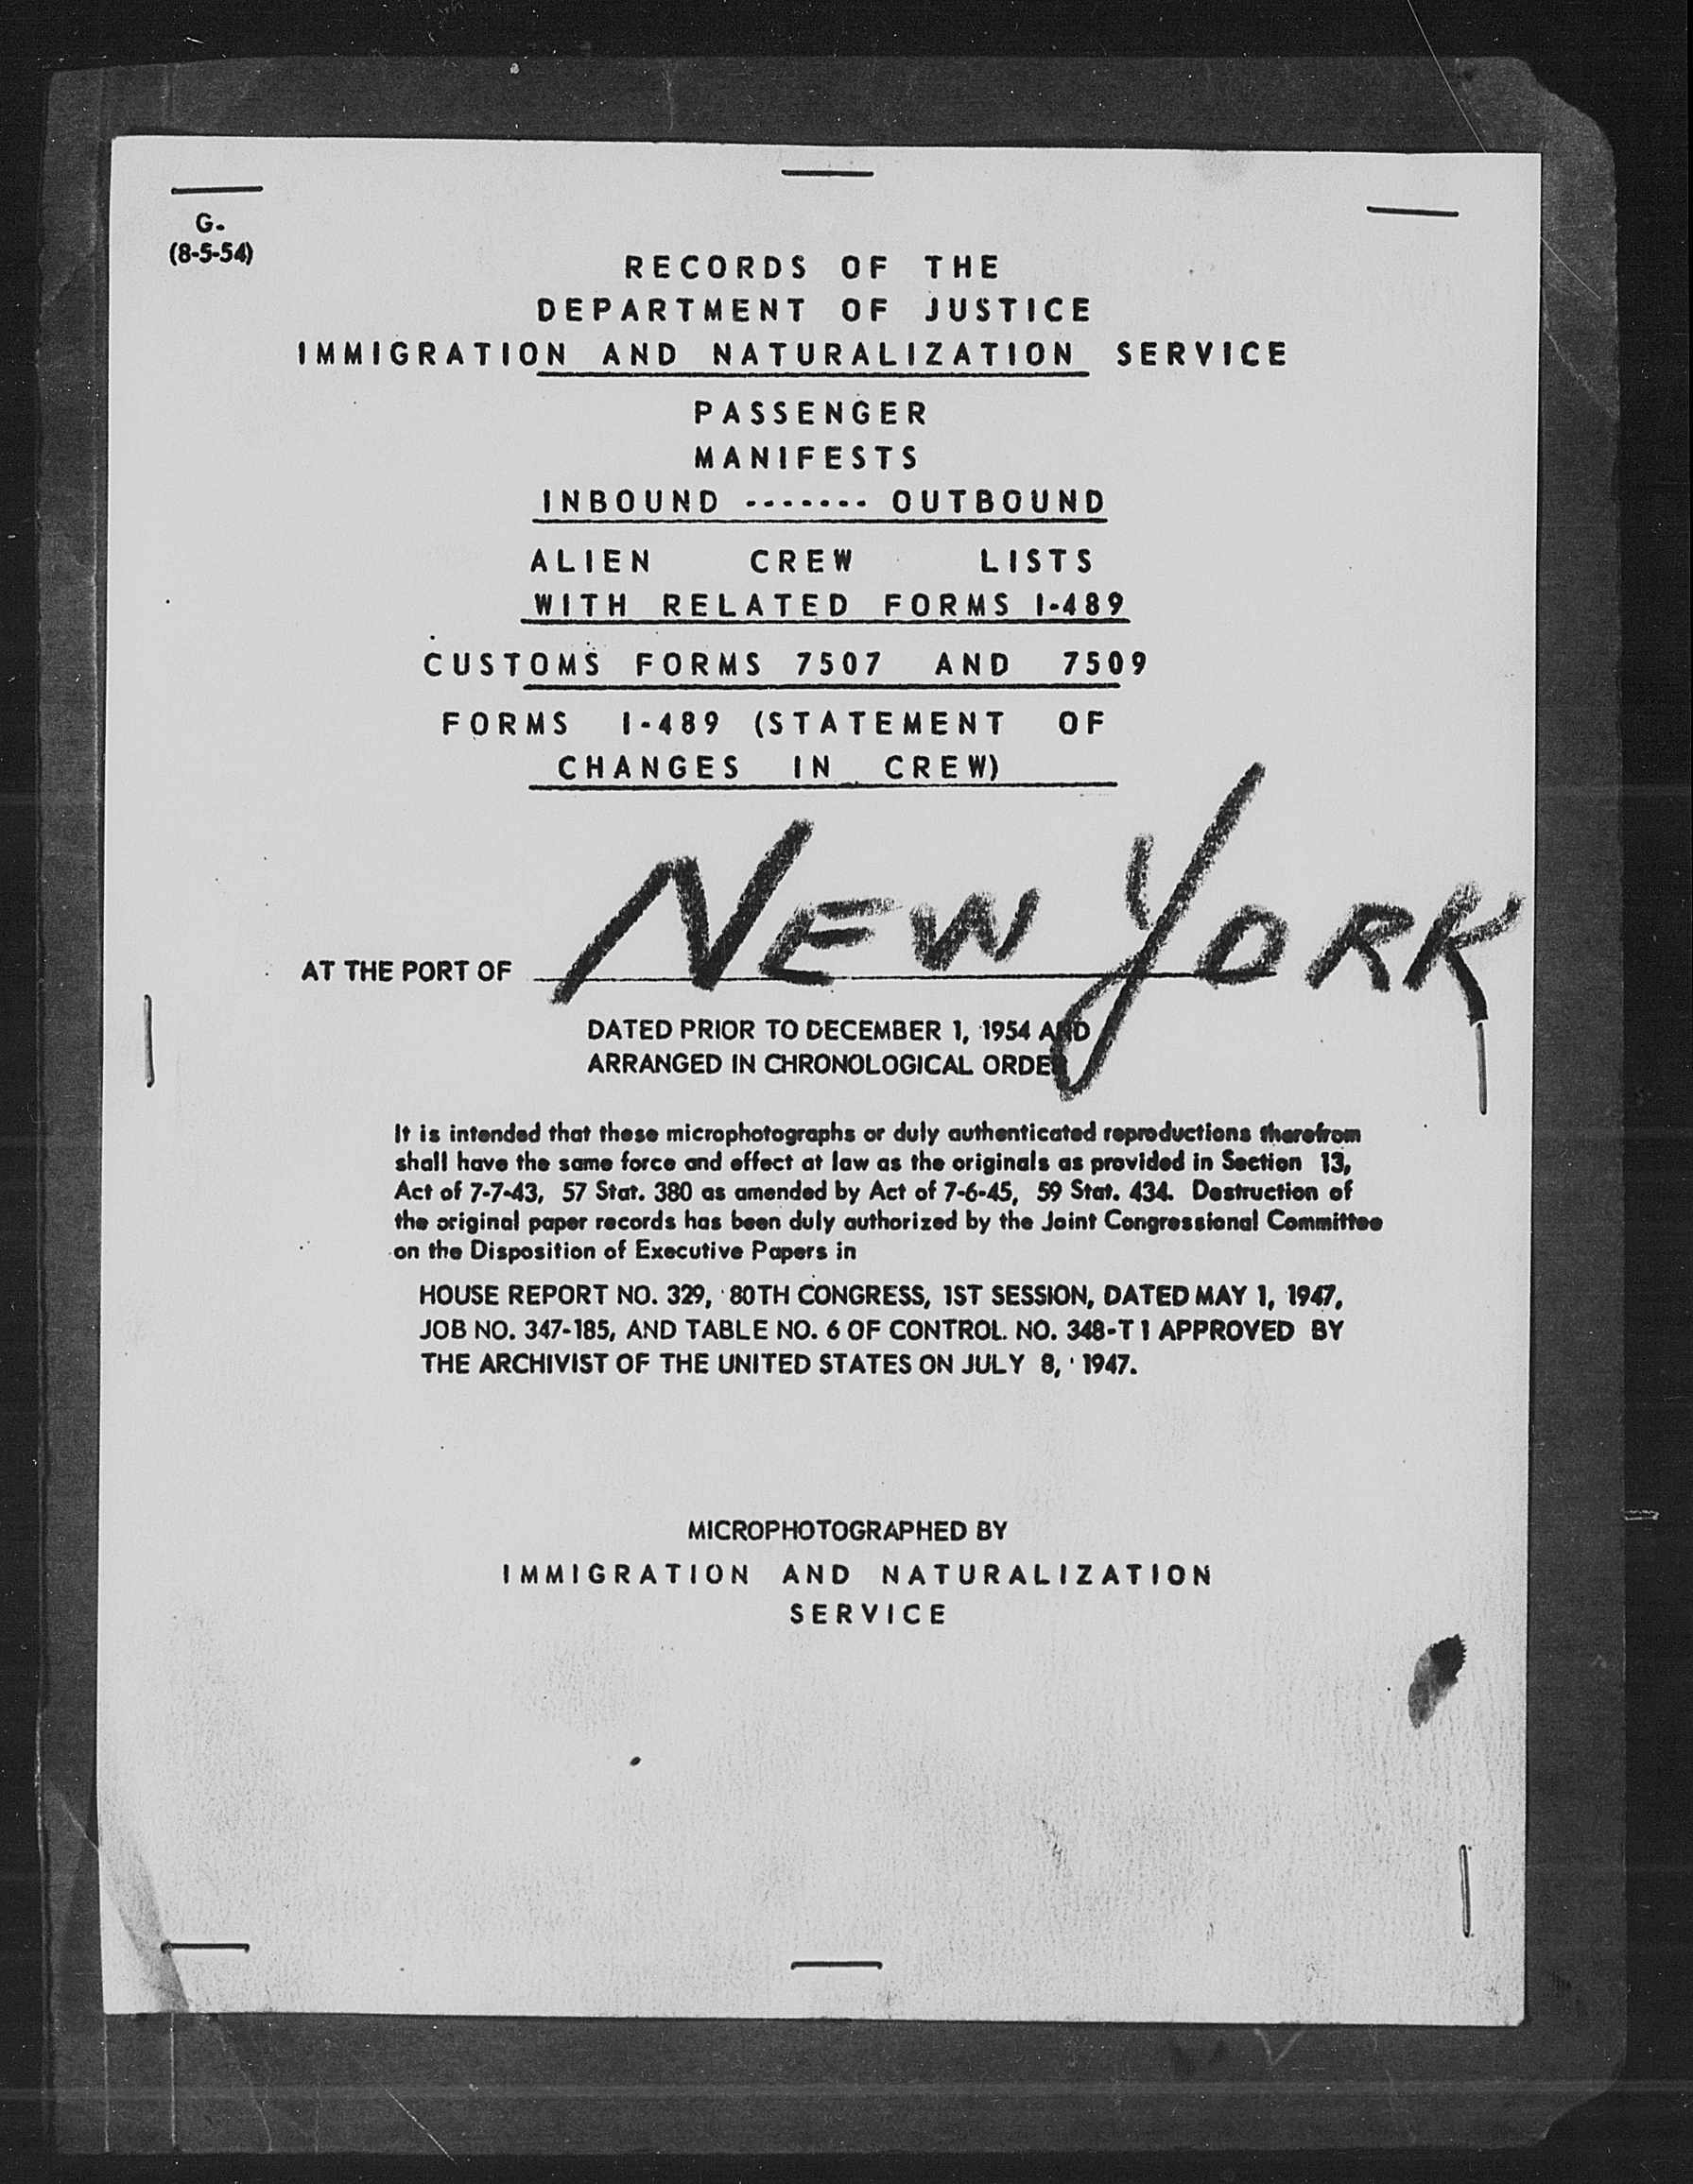 G-
(8-5-54)
RECORDS OF THE
DEPARTMENT OF JUSTICE
IMMIGRATION AND NATURALIZATION SERVICE
PASSENGER
MANIFESTS
INBOUND ------- OUTBOUND
ALIEN CREW LISTS
WITH RELATED FORMS I-489
CUSTOMS FORMS 7507 AND 7509
FORMS I-489 (STATEMENT OF
CHANGES IN CREW)
AT THE PORT OF NEW YORK
DATED PRIOR TO DECEMBER 1, 1954 AND
ARRANGED IN CHRONOLOGICAL ORDER
It is intended that these microphotographs or duly authenticated reproductions therefrom
shall have the same force and effect at law as the originals as provided in Section 13,
Act of 7-7-43, 57 Stat. 380 as amended by Act of 7-6-45, 59 Stat. 434. Destruction of
the original paper records has been duly authorized by the Joint Congressional Committee
on the Disposition of Executive Papers in
HOUSE REPORT NO. 329, 80TH CONGRESS, 1ST SESSION, DATED MAY 1, 1947,
JOB NO. 347-185, AND TABLE NO. 6 OF CONTROL NO. 348-T1 APPROVED BY
THE ARCHIVIST OF THE UNITED STATES ON JULY 8, 1947.
MICROPHOTOGRAPHED BY
IMMIGRATION AND NATURALIZATION
SERVICE